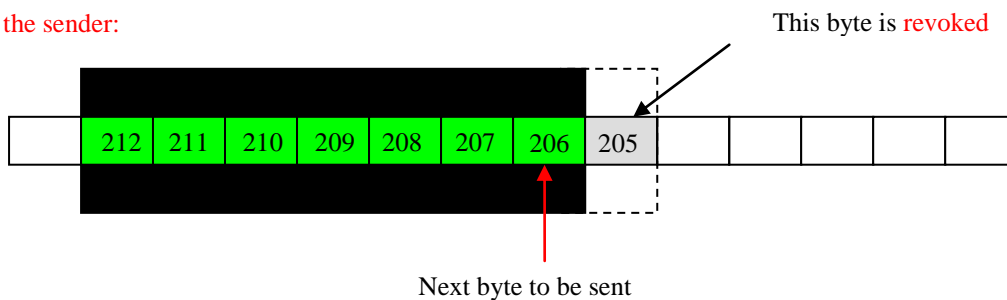 the sender:
This byte is revoked
212 211 210 209 208 207 206 205
Next byte to be sent